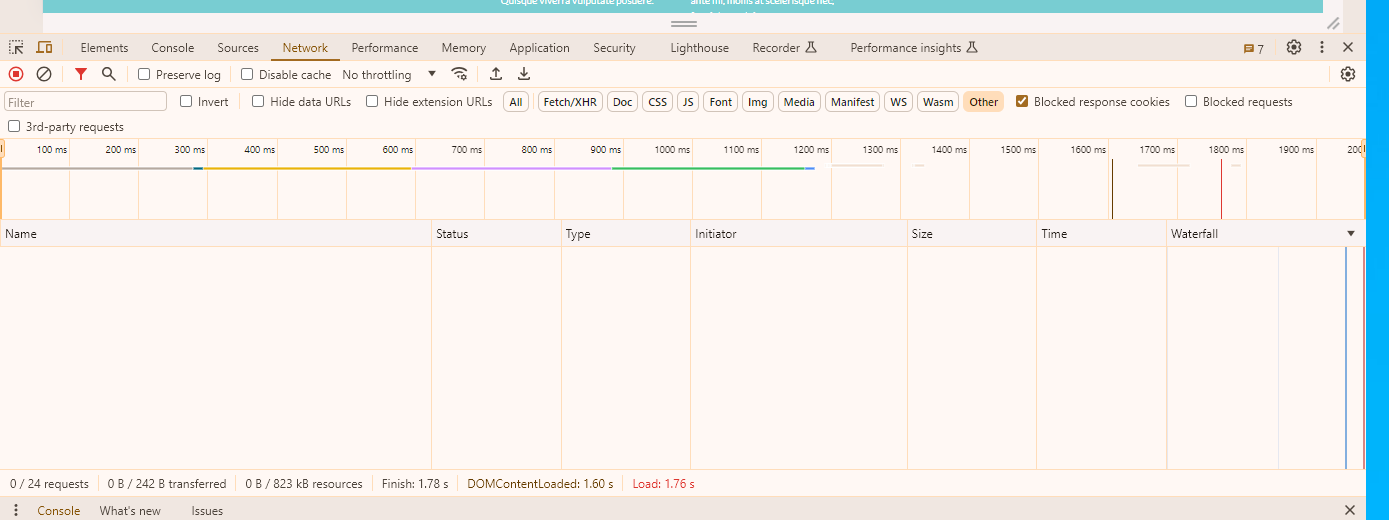 Quisque viverra vulputate posuere.
ante mi, mollis at scelerisque nec,
Elements Console Sources Network Performance Memory Application Security Lighthouse Recorder Performance insights 7
Preserve log Disable cache No throttling
Filter Invert Hide data URLs Hide extension URLs All Fetch/XHR Doc CSS JS Font Img Media Manifest WS Wasm Other Blocked response cookies Blocked requests
3rd-party requests
100 ms 200 ms 300 ms 400 ms 500 ms 600 ms 700 ms 800 ms 900 ms 1000 ms 1100 ms 1200 ms 1300 ms 1400 ms 1500 ms 1600 ms 1700 ms 1800 ms 1900 ms 200
Name Status Type Initiator Size Time Waterfall
0 / 24 requests 0 B / 242 B transferred 0 B / 823 kB resources Finish: 1.78 s DOMContentLoaded: 1.60 s Load: 1.76 s
Console What's new Issues